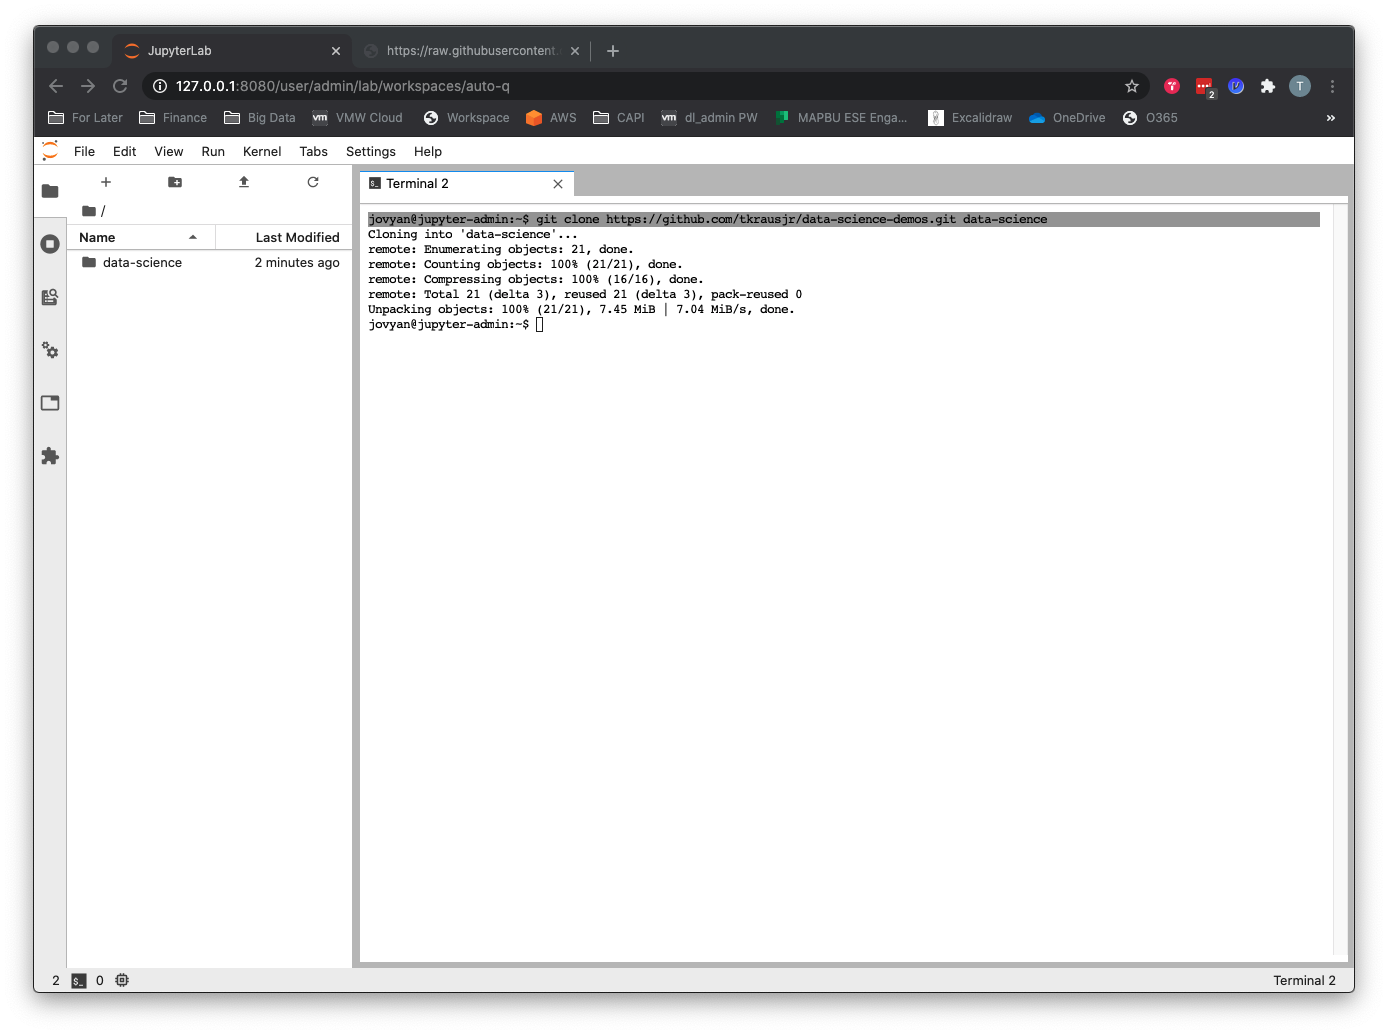 JupyterLab
https://raw.githubusercontent.
127.0.0.1:8080/user/admin/lab/workspaces/auto-q
2
T
For Later Finance Big Data vm VMW Cloud Workspace AWS CAPI vm dl_admin PW MAPBU ESE Enga... Excalidraw OneDrive O365 »
File Edit View Run Kernel Tabs Settings Help
Terminal 2
/
Name Last Modified
data-science 2 minutes ago
jovyan@jupyter-admin:~$ git clone https://github.com/tkrausjr/data-science-demos.git data-science
Cloning into 'data-science'...
remote: Enumerating objects: 21, done.
remote: Counting objects: 100% (21/21), done.
remote: Compressing objects: 100% (16/16), done.
remote: Total 21 (delta 3), reused 21 (delta 3), pack-reused 0
Unpacking objects: 100% (21/21), 7.45 MiB | 7.04 MiB/s, done.
jovyan@jupyter-admin:~$
2 $_ 0 Terminal 2